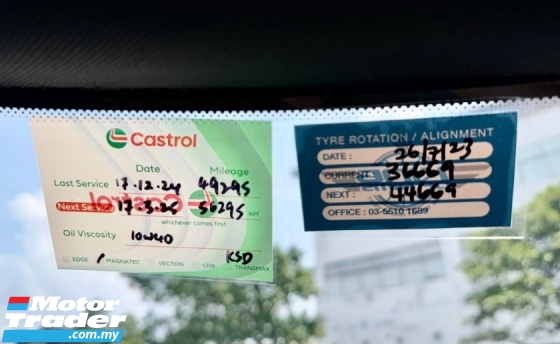 Castrol
Date Mileage
Last Service 17.12.24 49295
Next Service 17.3.25 56295 KM
whichever comes first
Oil Viscosity 10W40
EDGE / MAGNATEC VECTION CRB TRANSMAX
KSD
TYRE ROTATION / ALIGNMENT
DATE : 26/7/23
CURRENT : 36669
NEXT : 44669
OFFICE : 03-5510 1689
Motor
Trader
.com.my